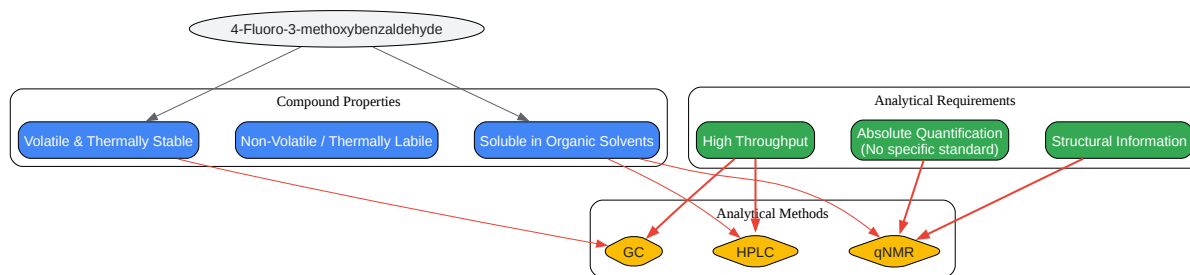 4-Fluoro-3-methoxybenzaldehyde
Compound Properties
Analytical Requirements
Volatile & Thermally Stable
Non-Volatile / Thermally Labile
Soluble in Organic Solvents
High Throughput
Absolute Quantification
(No specific standard)
Structural Information
Analytical Methods
GC
HPLC
qNMR